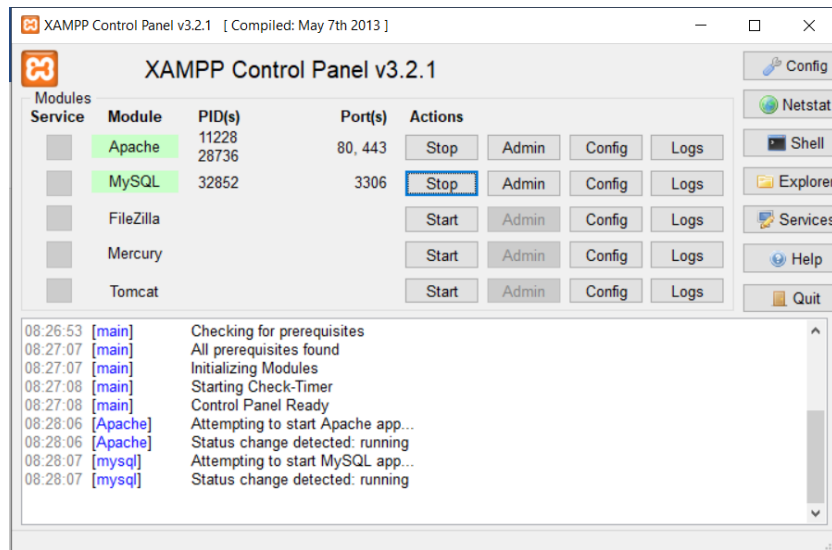 XAMPP Control Panel v3.2.1 [ Compiled: May 7th 2013 ]
XAMPP Control Panel v3.2.1
Config
Netstat
Shell
Explorer
Services
Help
Quit
Modules
Service Module PID(s) Port(s) Actions
Apache 11228 28736 80, 443 Stop Admin Config Logs
MySQL 32852 3306 Stop Admin Config Logs
FileZilla Start Admin Config Logs
Mercury Start Admin Config Logs
Tomcat Start Admin Config Logs
08:26:53 [main] Checking for prerequisites
08:27:07 [main] All prerequisites found
08:27:07 [main] Initializing Modules
08:27:08 [main] Starting Check-Timer
08:27:08 [main] Control Panel Ready
08:28:06 [Apache] Attempting to start Apache app...
08:28:06 [Apache] Status change detected: running
08:28:07 [mysql] Attempting to start MySQL app...
08:28:07 [mysql] Status change detected: running